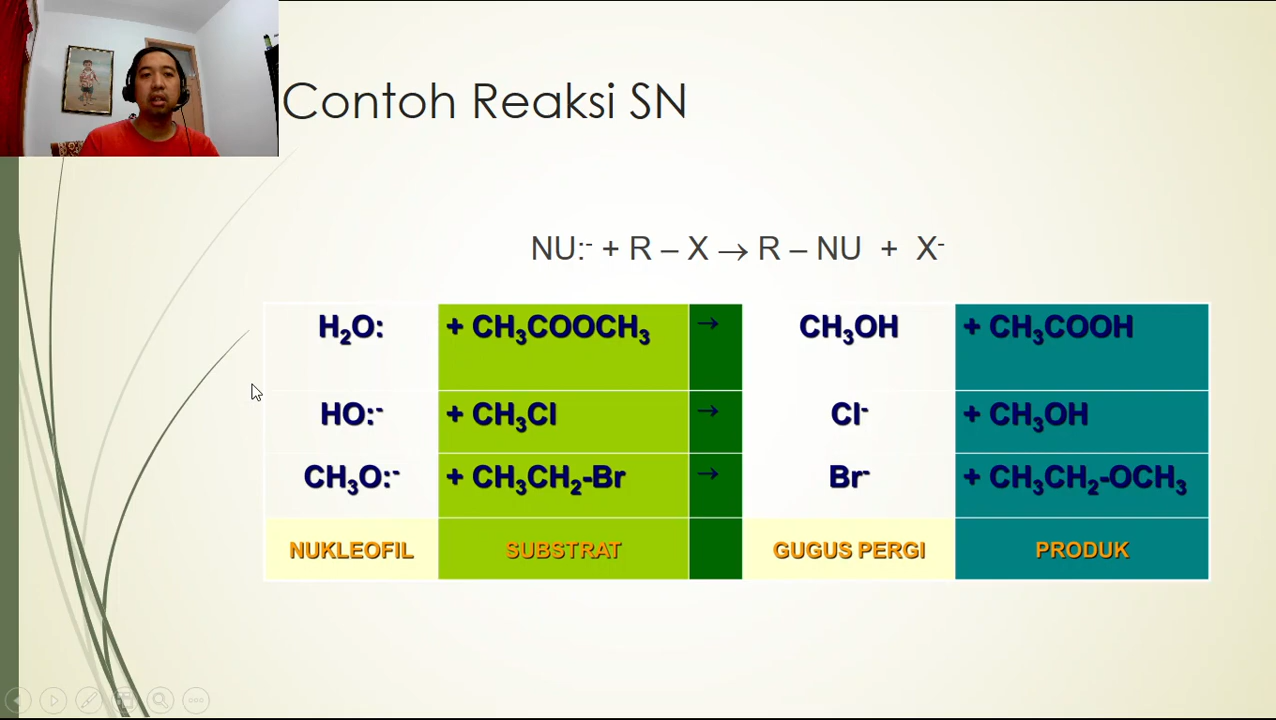 Contoh Reaksi SN
NU:⁻ + R – X → R – NU + X⁻
H₂O: + CH₃COOCH₃ → CH₃OH + CH₃COOH
HO:⁻ + CH₃Cl → Cl⁻ + CH₃OH
CH₃O:⁻ + CH₃CH₂-Br → Br⁻ + CH₃CH₂-OCH₃
NUKLEOFIL SUBSTRAT GUGUS PERGI PRODUK